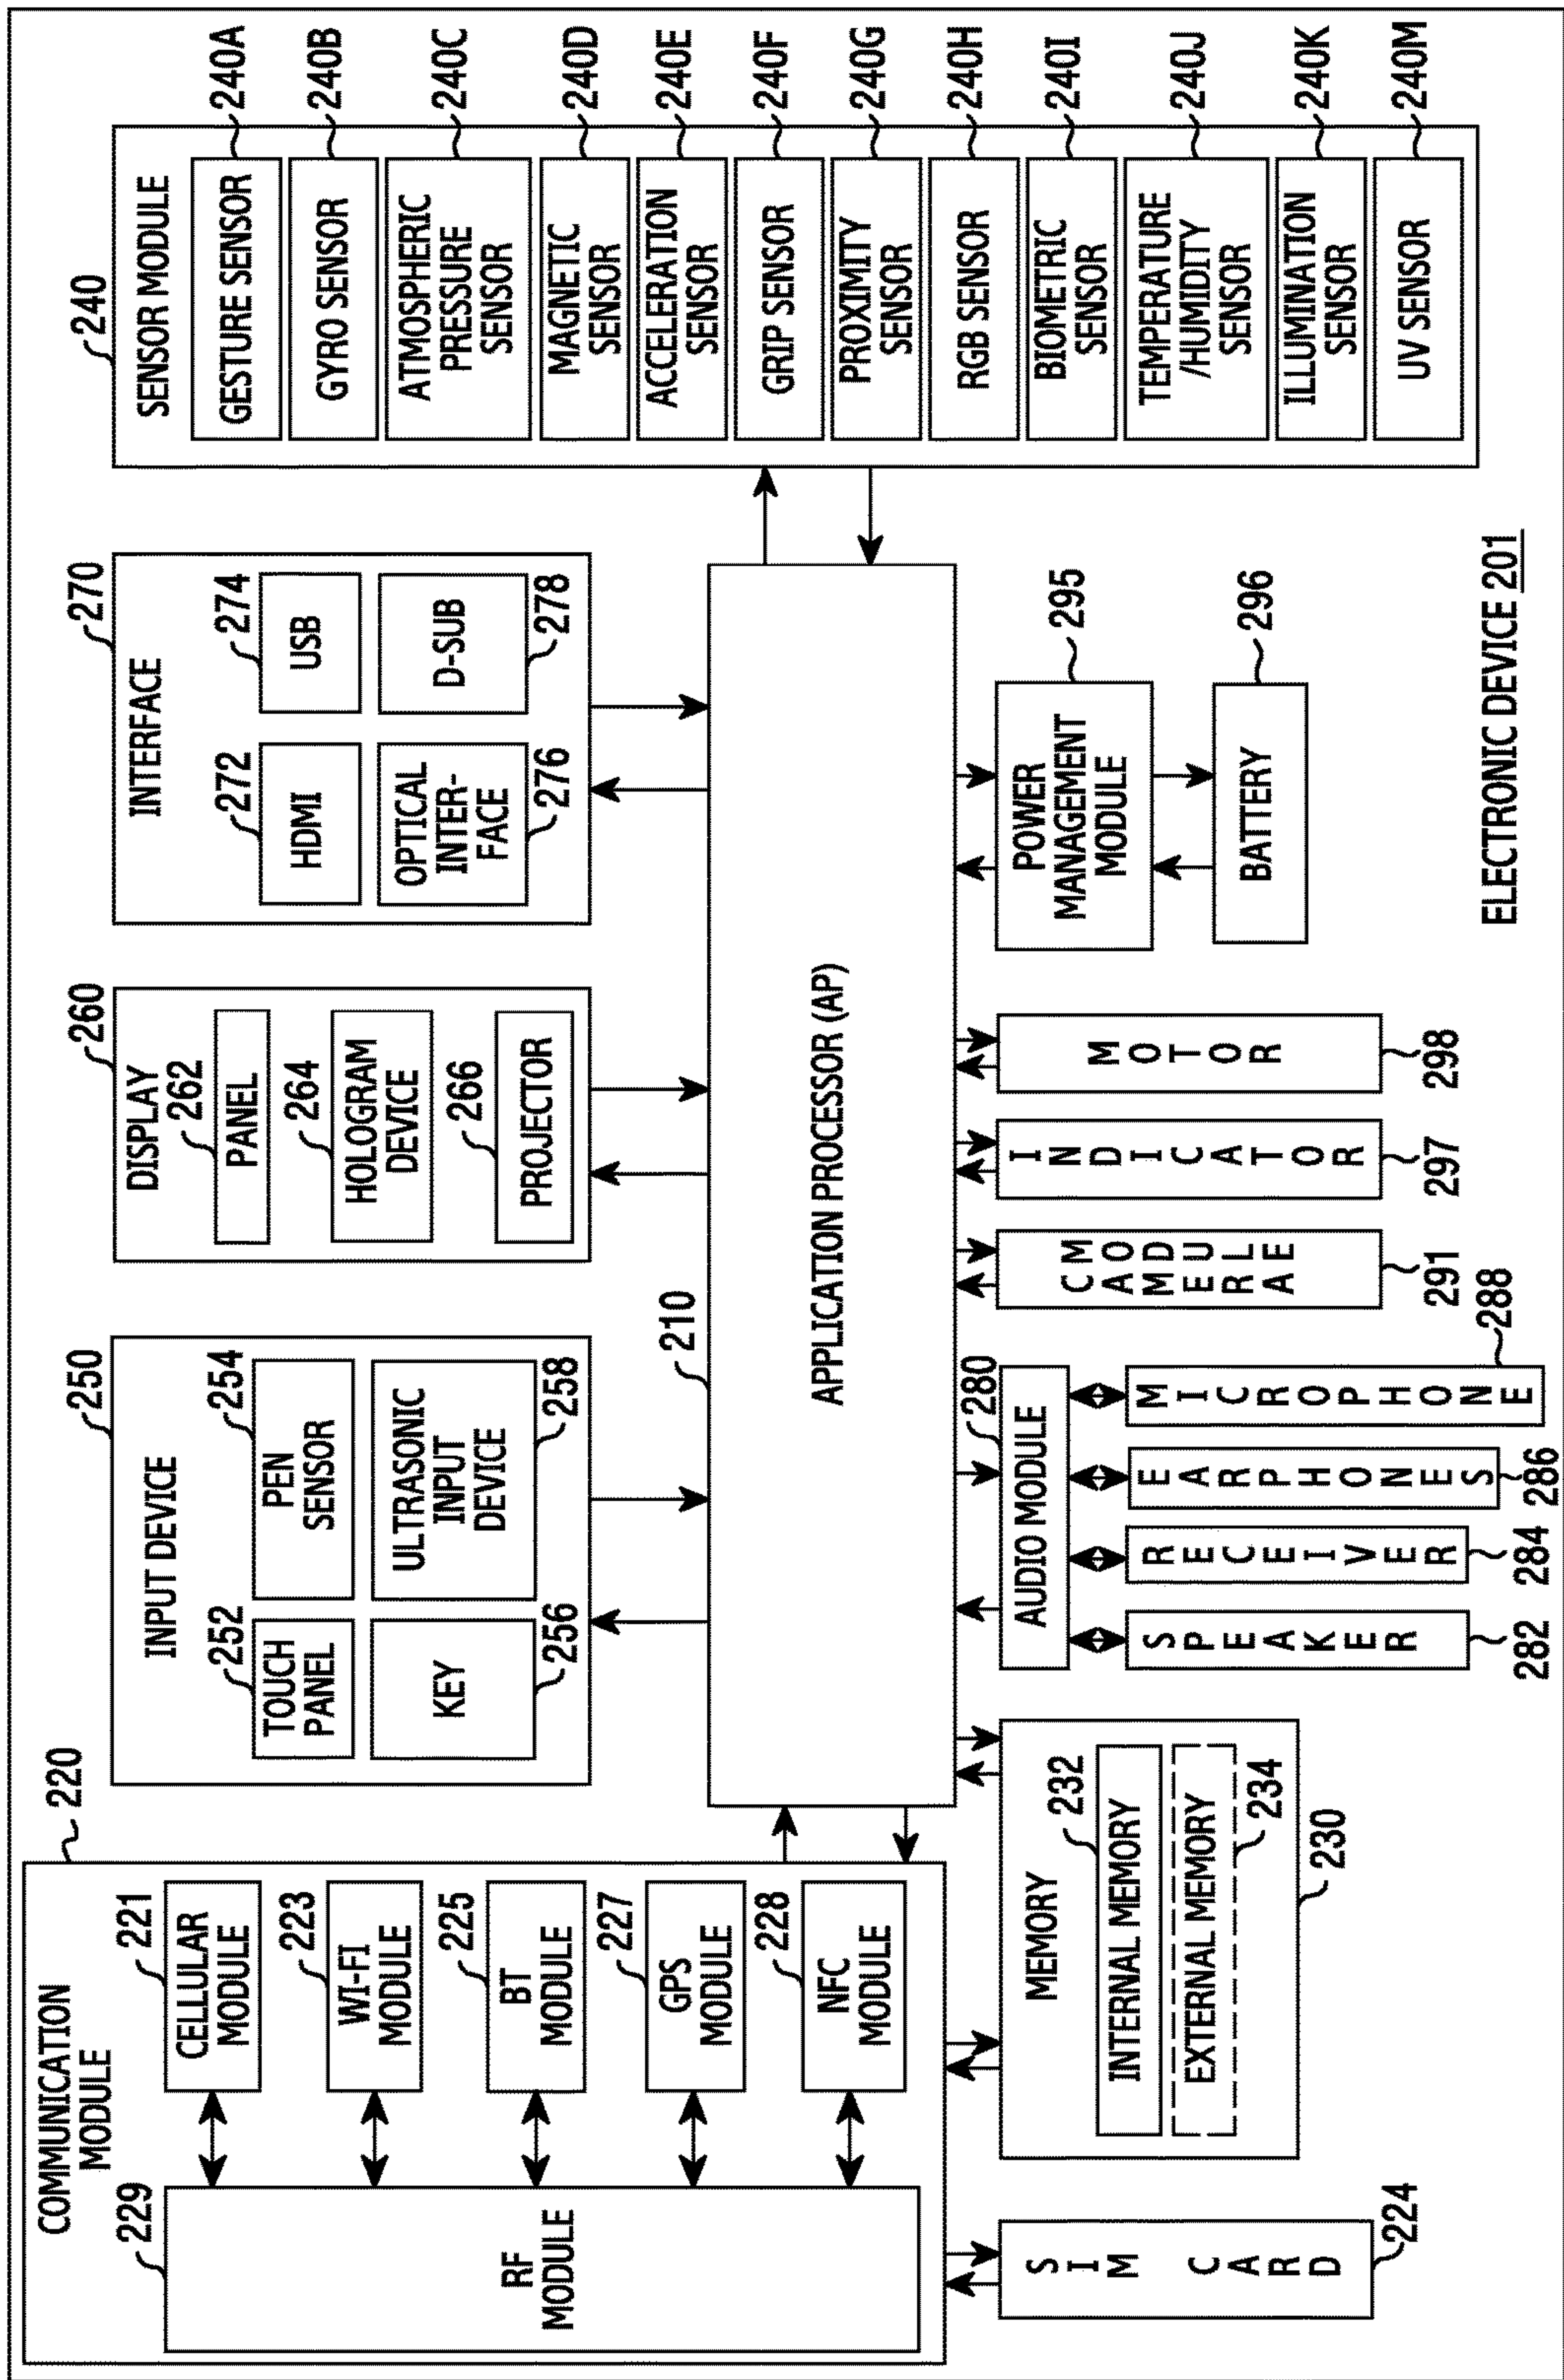 COMMUNICATION
MODULE
220
229
RF
MODULE
221
CELLULAR
MODULE
223
WI-FI
MODULE
225
BT
MODULE
227
GPS
MODULE
228
NFC
MODULE
250
INPUT DEVICE
252
TOUCH
PANEL
254
PEN
SENSOR
KEY
256
ULTRASONIC
INPUT
DEVICE
258
260
DISPLAY
262
PANEL
264
HOLOGRAM
DEVICE
266
PROJECTOR
270
INTERFACE
272
HDMI
274
USB
OPTICAL
INTER-
FACE
276
D-SUB
278
240
SENSOR MODULE
GESTURE SENSOR
240A
GYRO SENSOR
240B
ATMOSPHERIC
PRESSURE
SENSOR
240C
MAGNETIC
SENSOR
240D
ACCELERATION
SENSOR
240E
GRIP SENSOR
240F
PROXIMITY
SENSOR
240G
RGB SENSOR
240H
BIOMETRIC
SENSOR
240I
TEMPERATURE
/HUMIDITY
SENSOR
240J
ILLUMINATION
SENSOR
240K
UV SENSOR
240M
210
APPLICATION PROCESSOR (AP)
SIM CARD
224
MEMORY
232
INTERNAL MEMORY
EXTERNAL MEMORY
234
230
280
AUDIO MODULE
SPEAKER
282
RECEIVER
284
EARPHONES
286
MICROPHONE
288
CAMERA
MODULE
291
INDICATOR
297
MOTOR
298
POWER
MANAGEMENT
MODULE
295
BATTERY
296
ELECTRONIC DEVICE 201